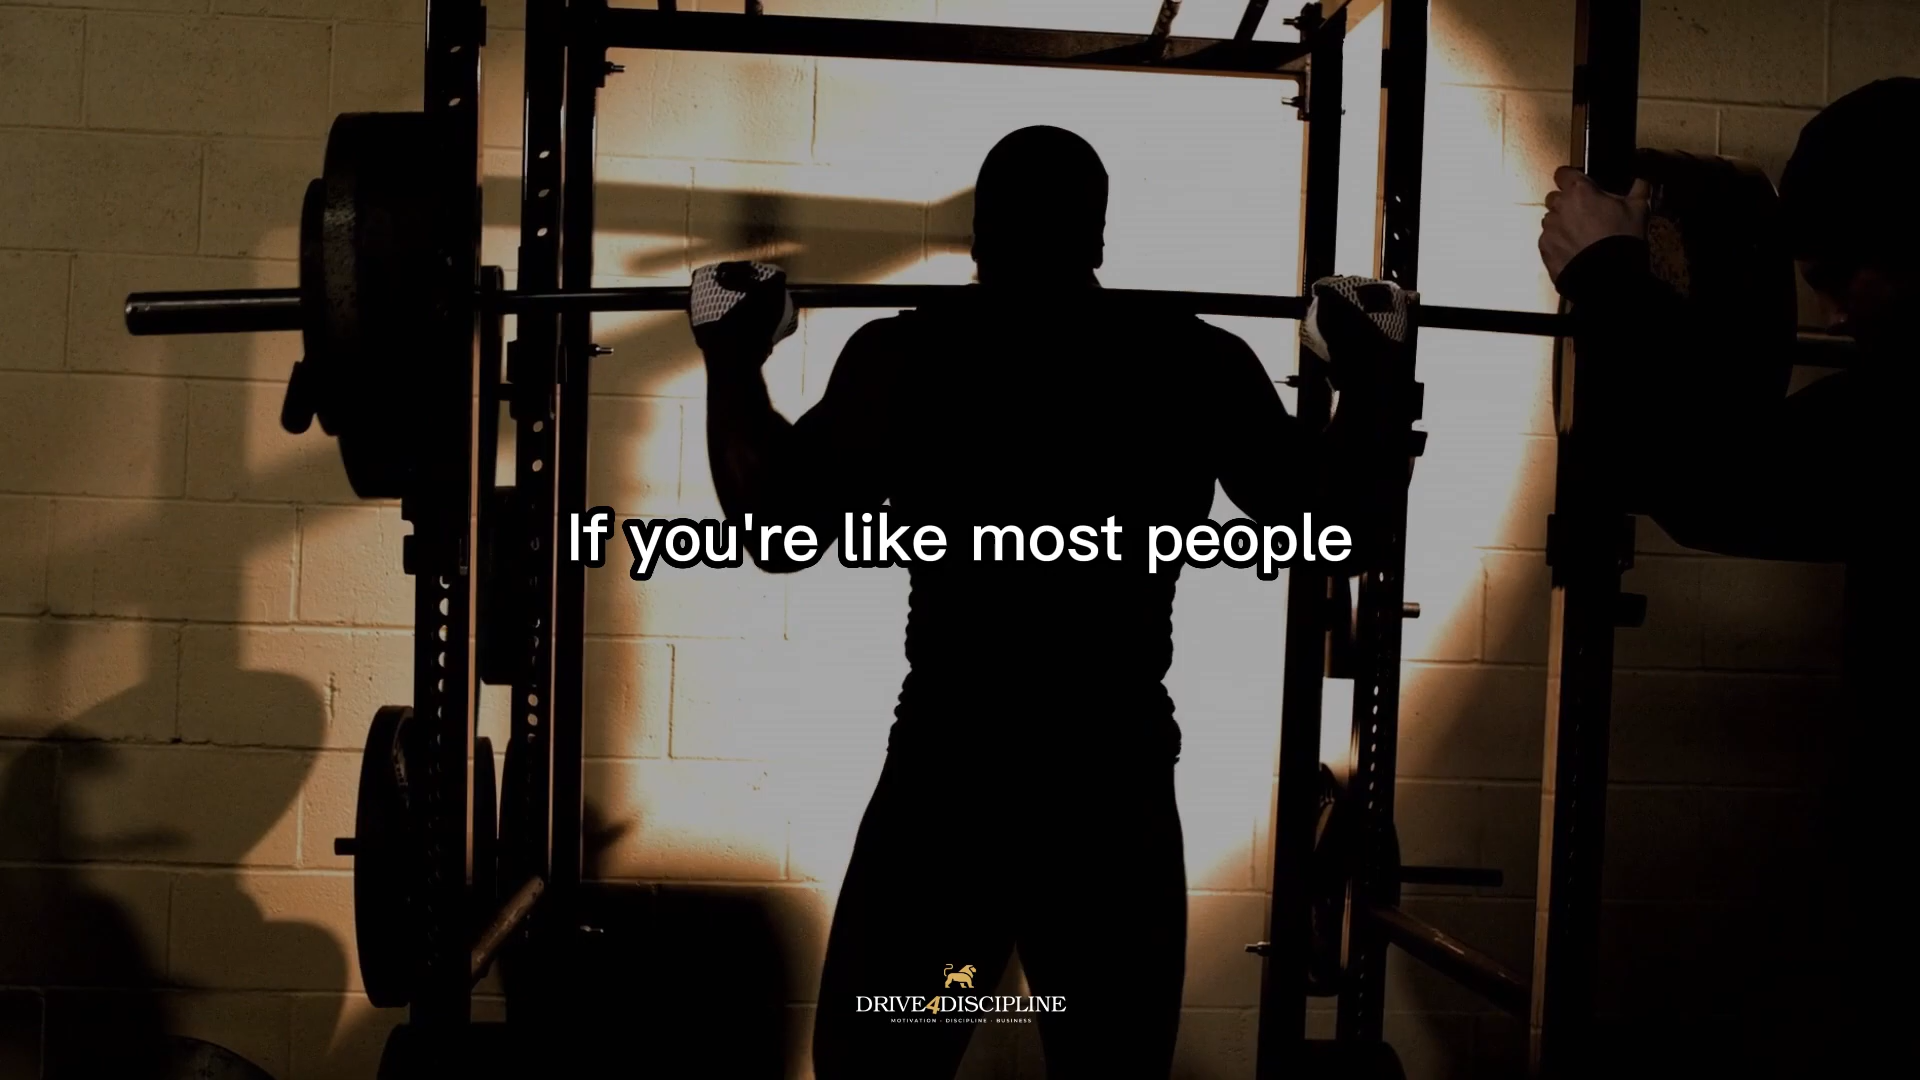 If you're like most people
DRIVE4DISCIPLINE
MOTIVATION - DISCIPLINE - BUSINESS